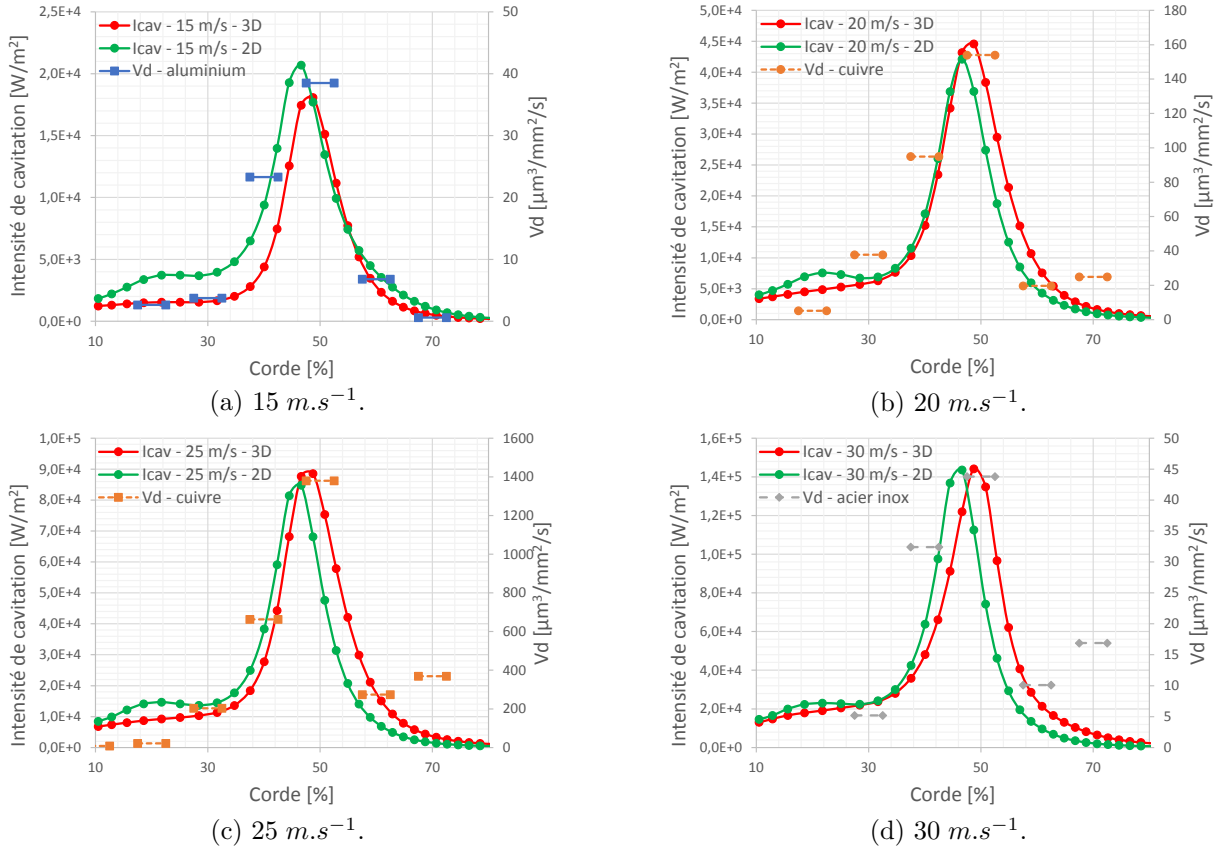 Icav - 15 m/s - 3D
Icav - 15 m/s - 2D
Vd - aluminium
Intensité de cavitation [W/m²]
2,0E+4
1,5E+4
1,0E+4
5,0E+3
0,0E+0
50
40
30
20
10
0
Vd [µm³/mm²/s]
10 30 50 70
Corde [%]
(a) 15 m.s⁻¹.
Icav - 20 m/s - 3D
Icav - 20 m/s - 2D
Vd - cuivre
Intensité de cavitation [W/m²]
5,0E+4
4,5E+4
4,0E+4
3,5E+4
3,0E+4
2,5E+4
2,0E+4
1,5E+4
1,0E+4
5,0E+3
0,0E+0
180
160
140
120
100
80
60
40
20
0
Vd [µm³/mm²/s]
10 30 50 70
Corde [%]
(b) 20 m.s⁻¹.
Icav - 25 m/s - 3D
Icav - 25 m/s - 2D
Vd - cuivre
Intensité de cavitation [W/m²]
1,0E+5
9,0E+4
8,0E+4
7,0E+4
6,0E+4
5,0E+4
4,0E+4
3,0E+4
2,0E+4
1,0E+4
0,0E+0
1600
1400
1200
1000
800
600
400
200
0
Vd [µm³/mm²/s]
10 30 50 70
Corde [%]
(c) 25 m.s⁻¹.
Icav - 30 m/s - 3D
Icav - 30 m/s - 2D
Vd - acier inox
Intensité de cavitation [W/m²]
1,6E+5
1,4E+5
1,2E+5
1,0E+5
8,0E+4
6,0E+4
4,0E+4
2,0E+4
0,0E+0
50
45
40
35
30
25
20
15
10
5
0
Vd [µm³/mm²/s]
10 30 50 70
Corde [%]
(d) 30 m.s⁻¹.